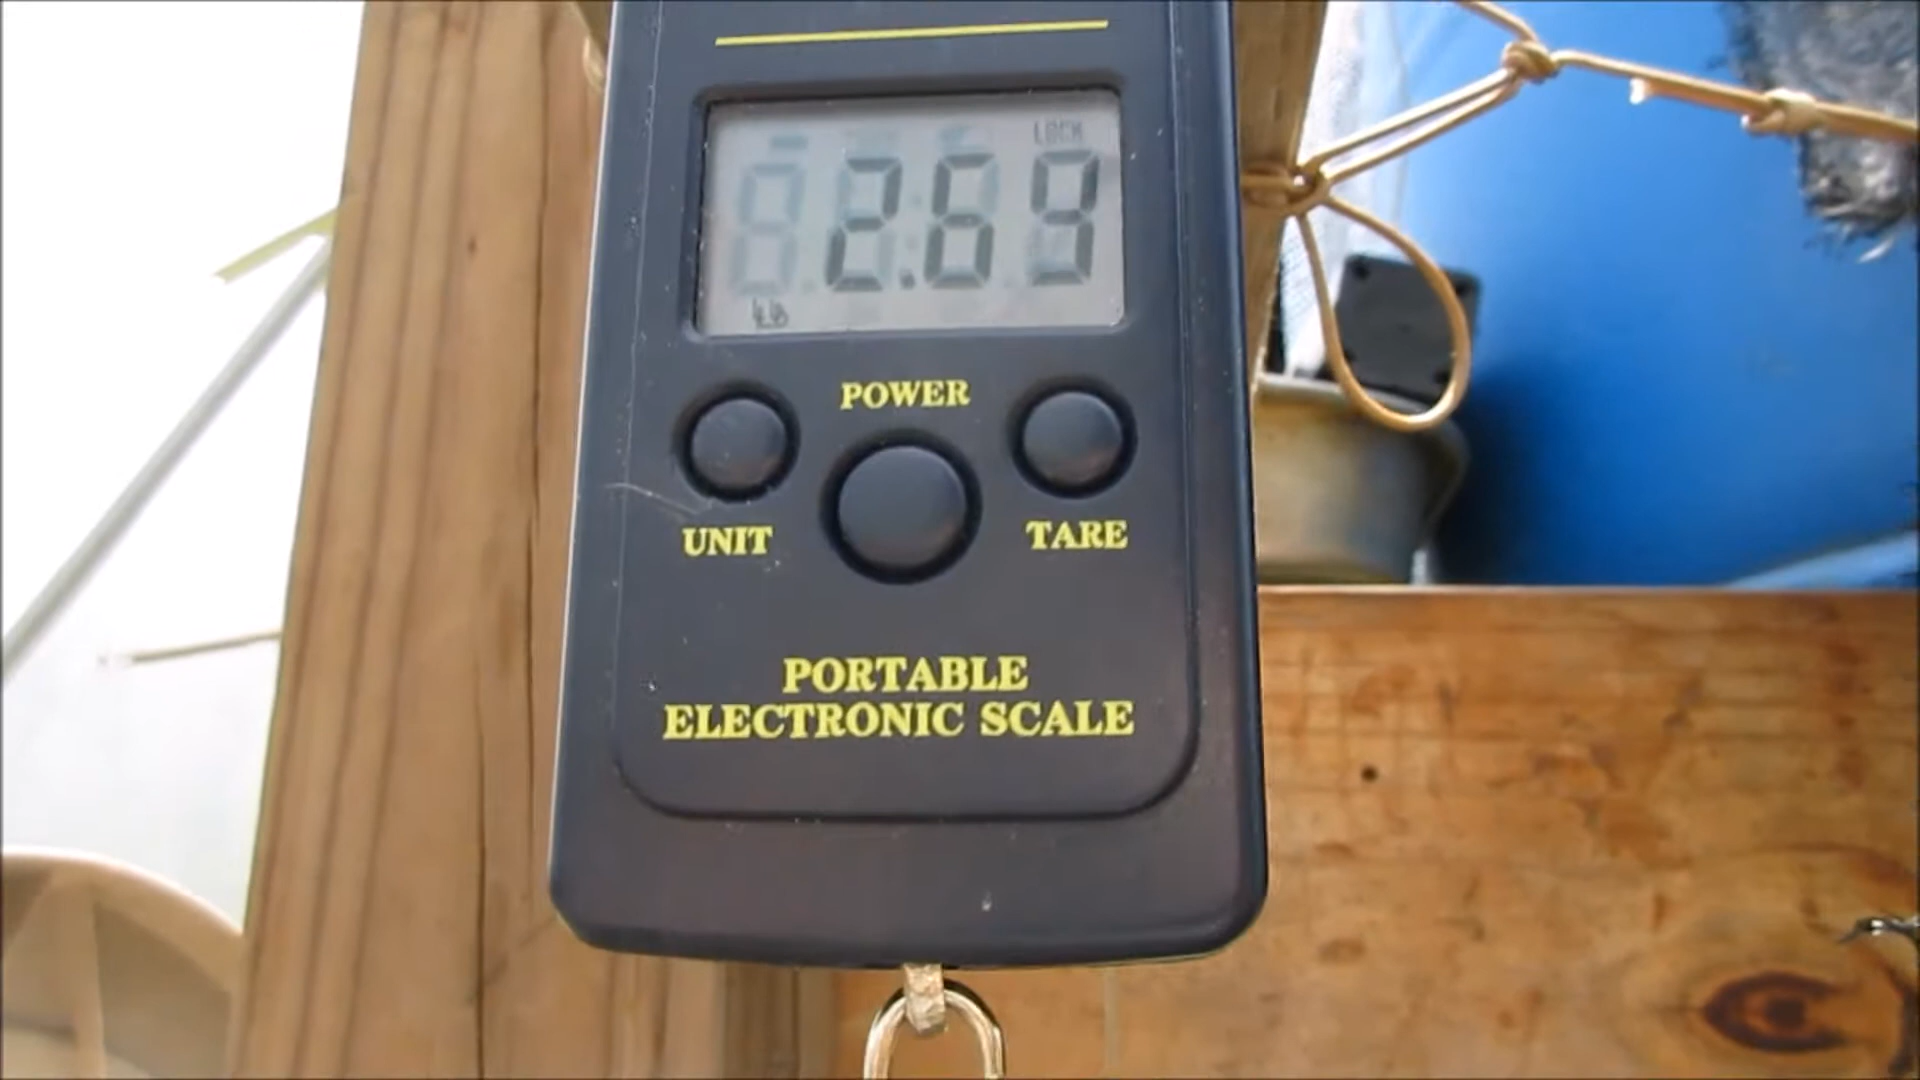 LOCK
2.69
Lb
POWER
UNIT
TARE
PORTABLE
ELECTRONIC SCALE